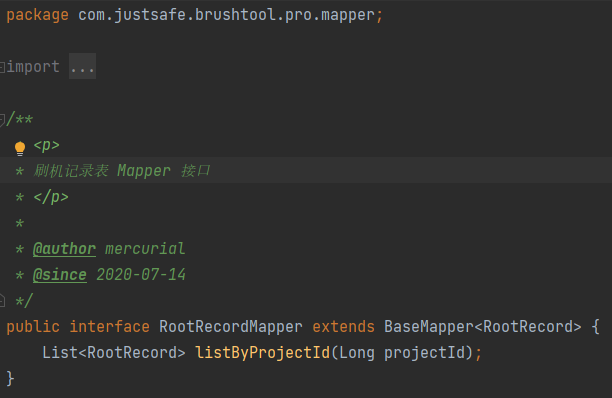 package com.justsafe.brushtool.pro.mapper;
import ...
/**
<p>
* 刷机记录表 Mapper 接口
* </p>
*
* @author mercurial
* @since 2020-07-14
*/
public interface RootRecordMapper extends BaseMapper<RootRecord> {
List<RootRecord> listByProjectId(Long projectId);
}